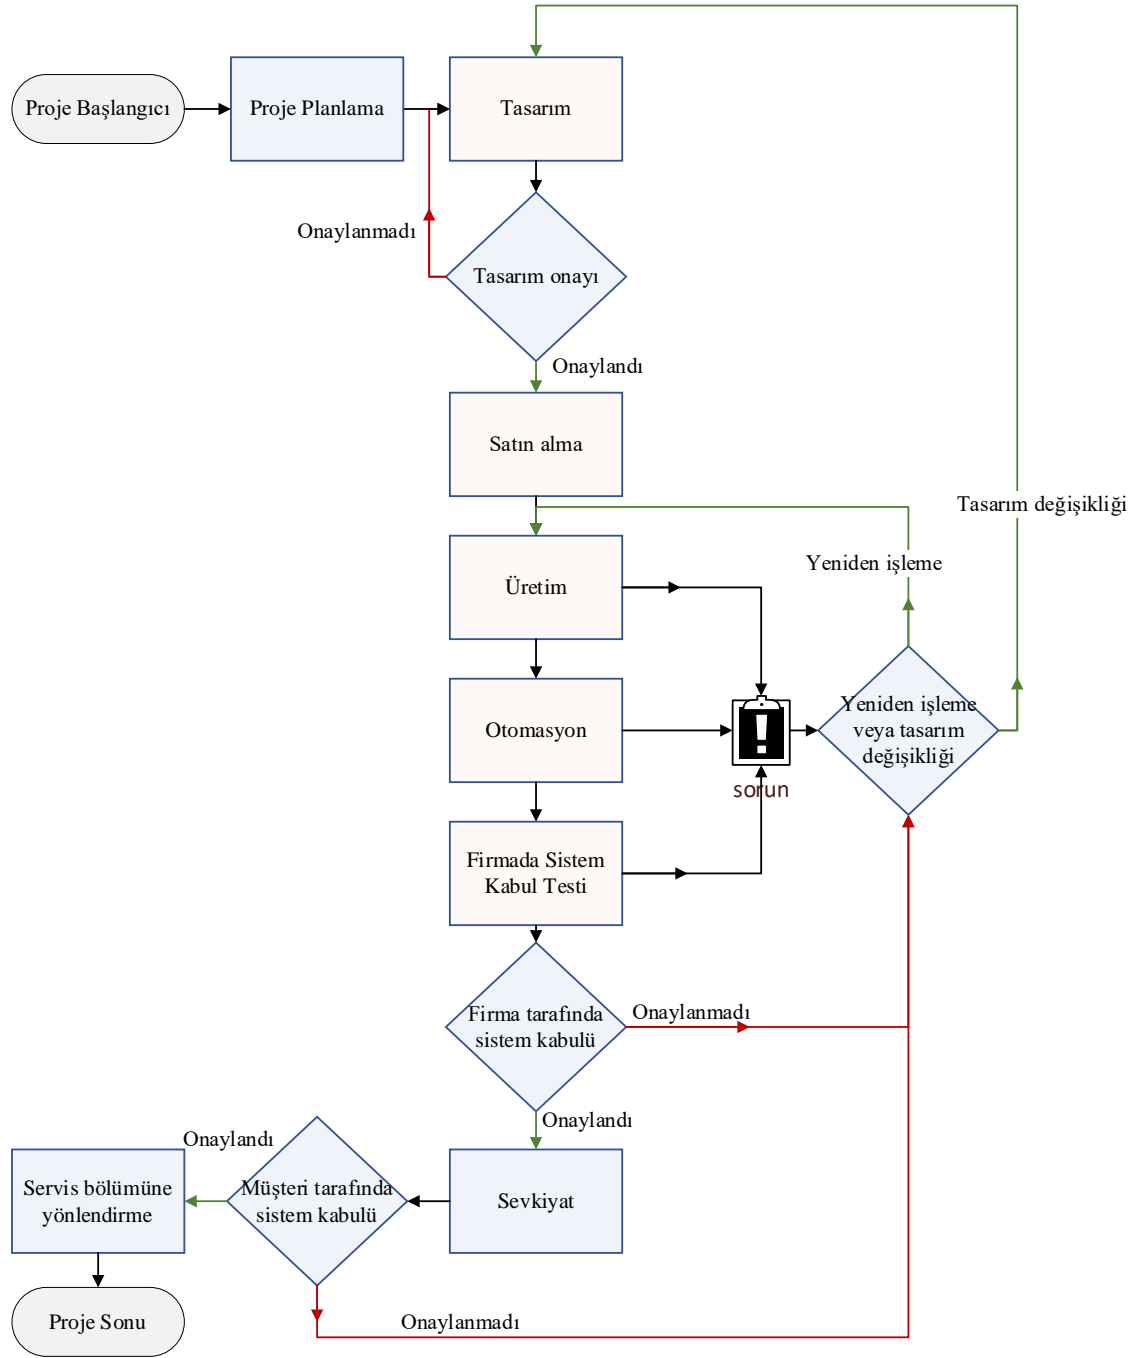 Proje Başlangıcı
Proje Planlama
Tasarım
Onaylanmadı
Tasarım onayı
Onaylandı
Satın alma
Tasarım değişikliği
Yeniden işleme
Üretim
Otomasyon
Yeniden işleme
veya tasarım
değişikliği
sorun
Firmada Sistem
Kabul Testi
Firma tarafında
sistem kabulü
Onaylanmadı
Onaylandı
Onaylandı
Servis bölümüne
yönlendirme
Müşteri tarafında
sistem kabulü
Sevkiyat
Proje Sonu
Onaylanmadı